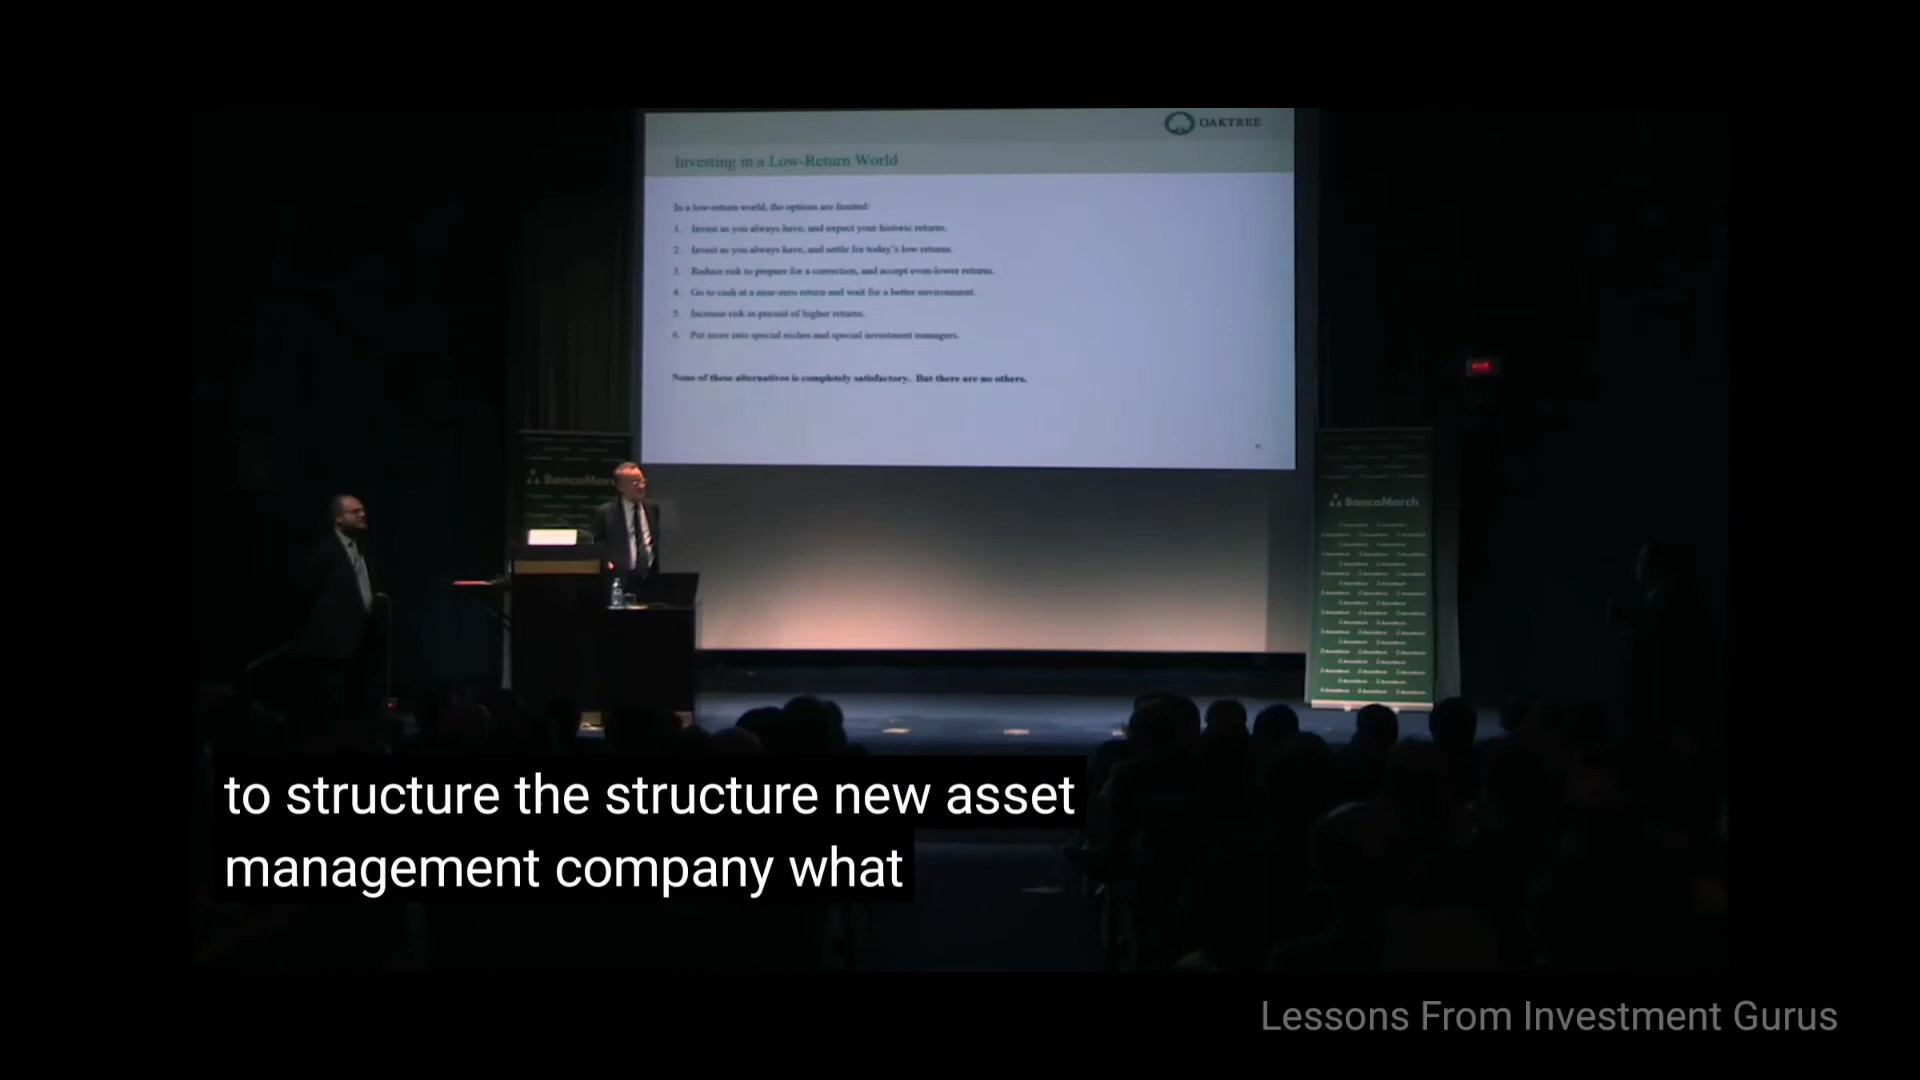 OAKTREE
Investing in a Low-Return World
In a low-return world, the options are limited:
1. Invest as you always have, and expect your historic returns.
2. Invest as you always have, and settle for today's low returns.
3. Reduce risk to prepare for a correction, and accept even-lower returns.
4. Go to cash at a near-zero return and wait for a better environment.
5. Increase risk in pursuit of higher returns.
6. Put more into special niches and special investment managers.
None of these alternatives is completely satisfactory. But there are no others.
BancaMarc
BancaMarch
to structure the structure new asset
management company what
Lessons From Investment Gurus